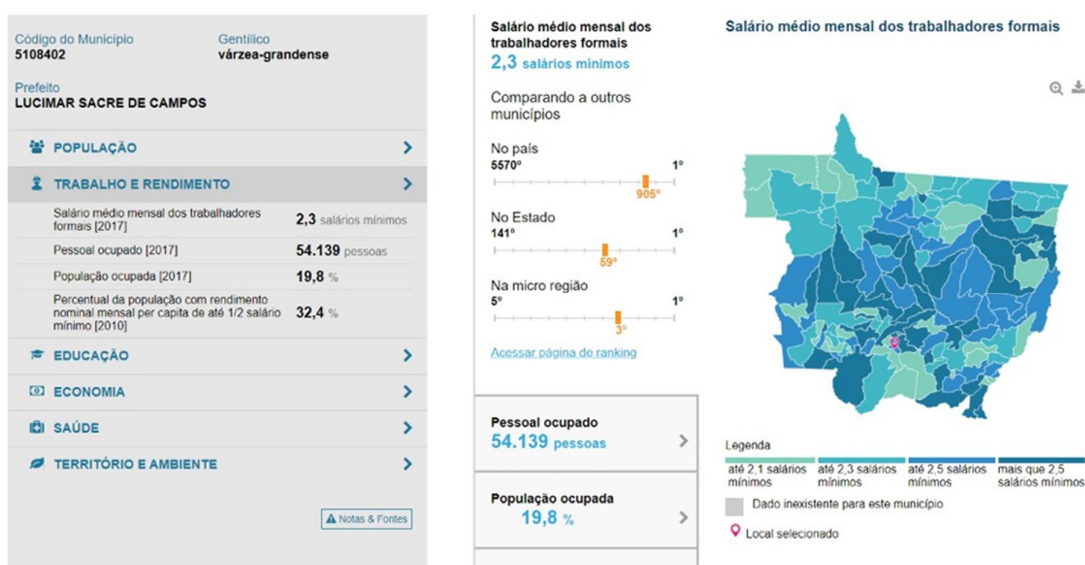 Código do Município
5108402
Gentílico
várzea-grandense
Prefeito
LUCIMAR SACRE DE CAMPOS
POPULAÇÃO
TRABALHO E RENDIMENTO
Salário médio mensal dos trabalhadores
formais [2017]
2,3 salários mínimos
Pessoal ocupado [2017]
54.139 pessoas
População ocupada [2017]
19,8 %
Percentual da população com rendimento
nominal mensal per capita de até 1/2 salário
mínimo [2010]
32,4 %
EDUCAÇÃO
ECONOMIA
SAÚDE
TERRITÓRIO E AMBIENTE
Notas & Fontes
Salário médio mensal dos
trabalhadores formais
2,3 salários mínimos
Comparando a outros
municípios
No país
5570º 1º
905º
No Estado
141º 1º
59º
Na micro região
5º 1º
3º
Acessar página de ranking
Pessoal ocupado
54.139 pessoas
População ocupada
19,8 %
Salário médio mensal dos trabalhadores formais
Legenda
até 2,1 salários
mínimos
até 2,3 salários
mínimos
até 2,5 salários
mínimos
mais que 2,5
salários mínimos
Dado inexistente para este município
Local selecionado